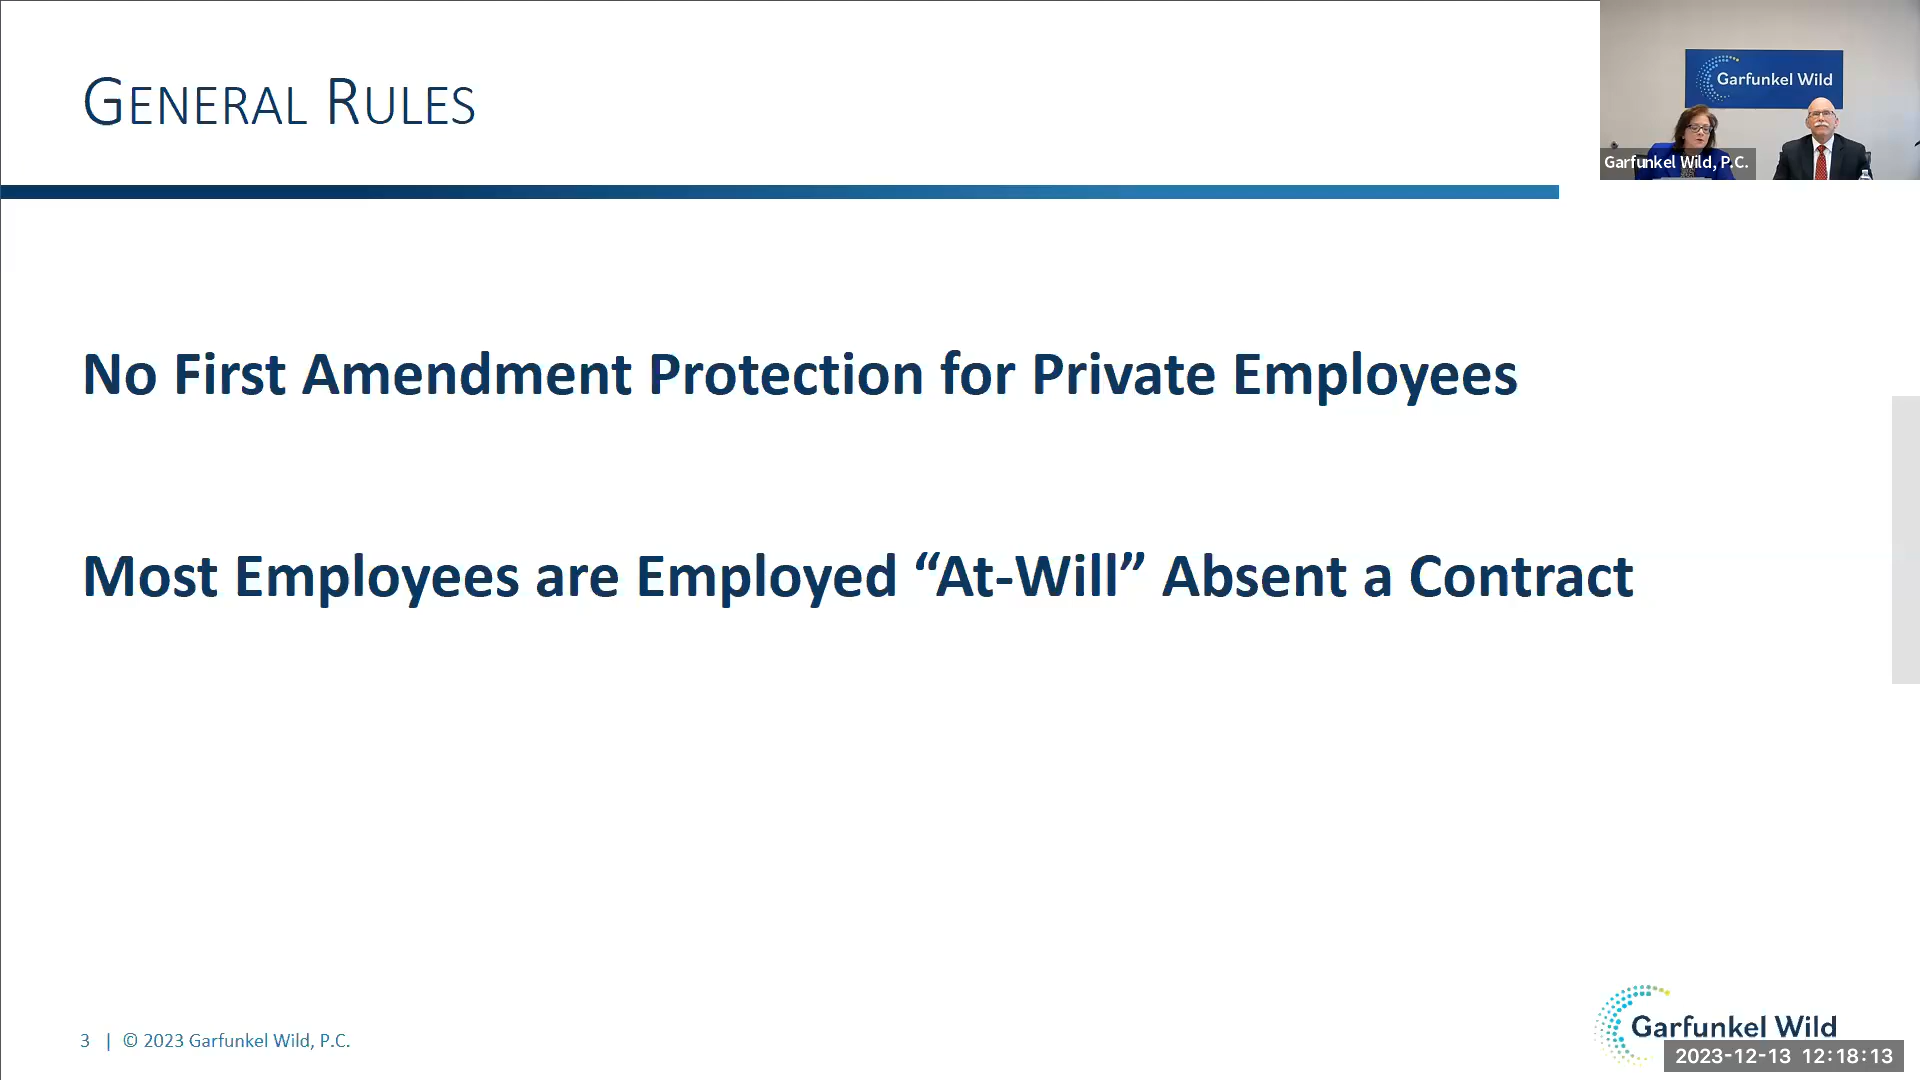 GENERAL RULES
Garfunkel Wild
Garfunkel Wild, P.C.
No First Amendment Protection for Private Employees
Most Employees are Employed “At-Will” Absent a Contract
3 | © 2023 Garfunkel Wild, P.C.
Garfunkel Wild
2023-12-13 12:18:13